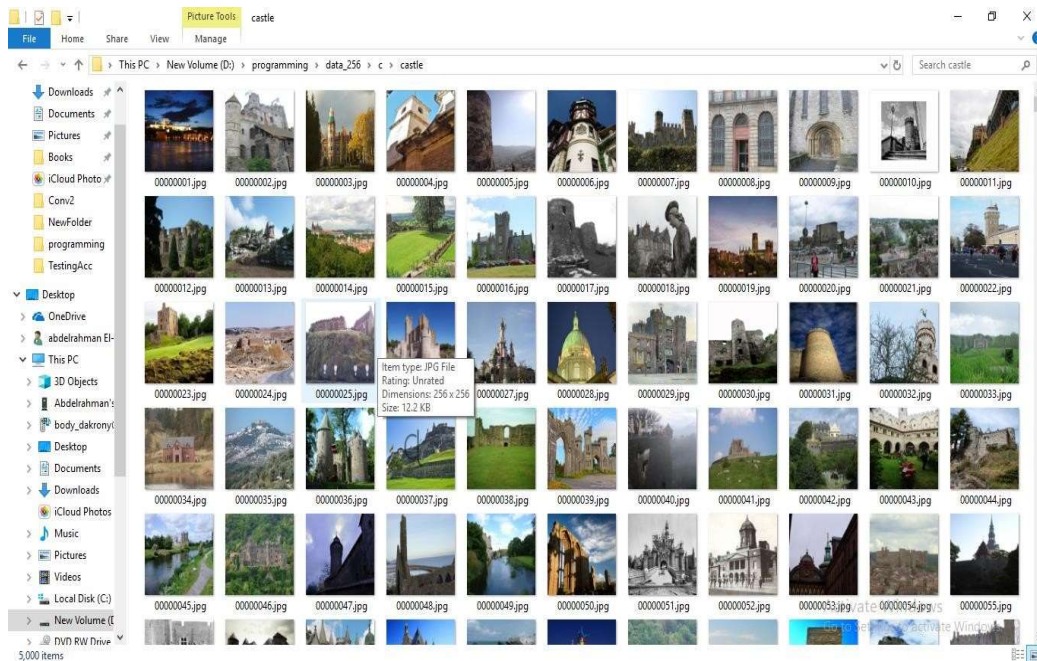 Picture Tools
castle
File
Home
Share
View
Manage
This PC > New Volume (D:) > programming > data_256 > c > castle
Search castle
Downloads
Documents
Pictures
Books
iCloud Photo
Conv2
NewFolder
programming
TestingAcc
Desktop
OneDrive
abdelrahman El-
This PC
3D Objects
Abdelrahman's
body_dakrony(
Desktop
Documents
Downloads
iCloud Photos
Music
Pictures
Videos
Local Disk (C:)
New Volume (D
DVD RW Drive
00000001.jpg 00000002.jpg 00000003.jpg 00000004.jpg 00000005.jpg 00000006.jpg 00000007.jpg 00000008.jpg 00000009.jpg 00000010.jpg 00000011.jpg
00000012.jpg 00000013.jpg 00000014.jpg 00000015.jpg 00000016.jpg 00000017.jpg 00000018.jpg 00000019.jpg 00000020.jpg 00000021.jpg 00000022.jpg
00000023.jpg 00000024.jpg 00000025.jpg 00000027.jpg 00000028.jpg 00000029.jpg 00000030.jpg 00000031.jpg 00000032.jpg 00000033.jpg
Item type: JPG File
Rating: Unrated
Dimensions: 256 x 256
Size: 12.2 KB
00000034.jpg 00000035.jpg 00000036.jpg 00000037.jpg 00000038.jpg 00000039.jpg 00000040.jpg 00000041.jpg 00000042.jpg 00000043.jpg 00000044.jpg
00000045.jpg 00000046.jpg 00000047.jpg 00000048.jpg 00000049.jpg 00000050.jpg 00000051.jpg 00000052.jpg 00000053.jpg 00000054.jpg 00000055.jpg
Activate Windows
Go to Settings to activate Windows.
5,000 items